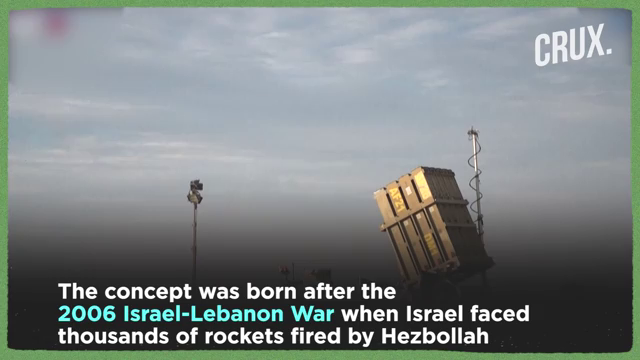 CRUX.
The concept was born after the
2006 Israel-Lebanon War when Israel faced
thousands of rockets fired by Hezbollah